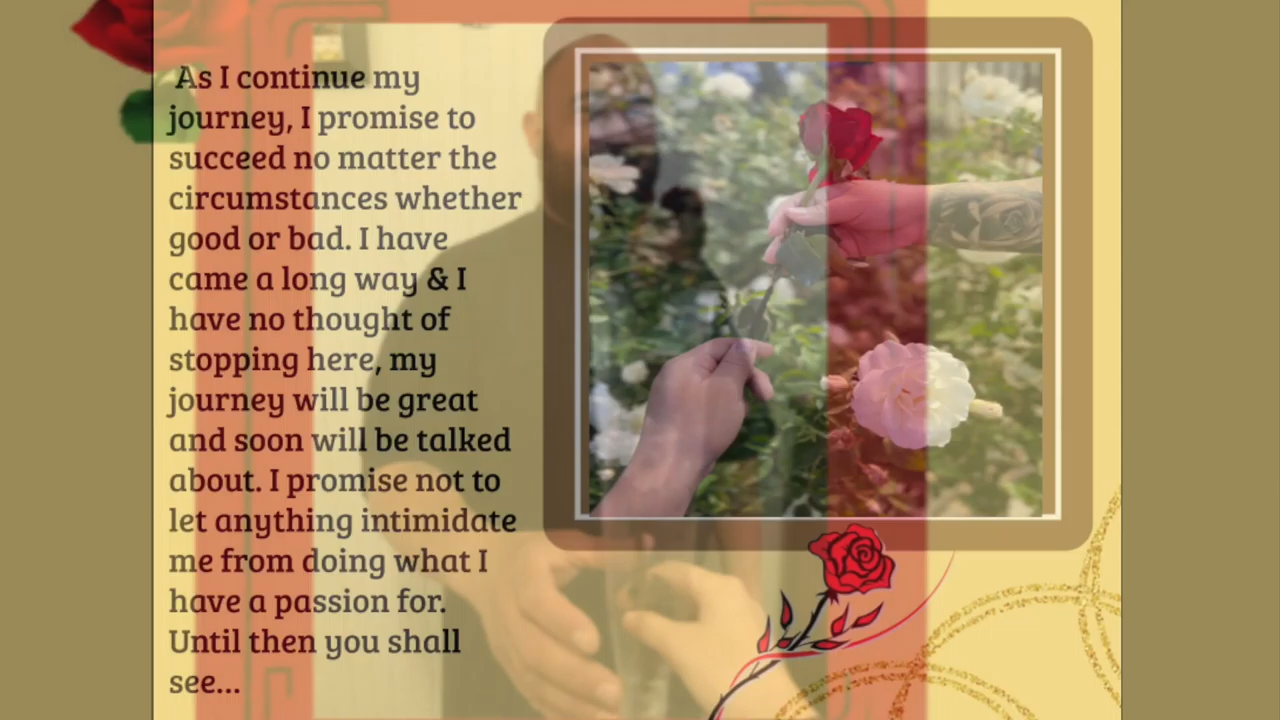 As I continue my
journey, I promise to
succeed no matter the
circumstances whether
good or bad. I have
came a long way & I
have no thought of
stopping here, my
journey will be great
and soon will be talked
about. I promise not to
let anything intimidate
me from doing what I
have a passion for.
Until then you shall
see...